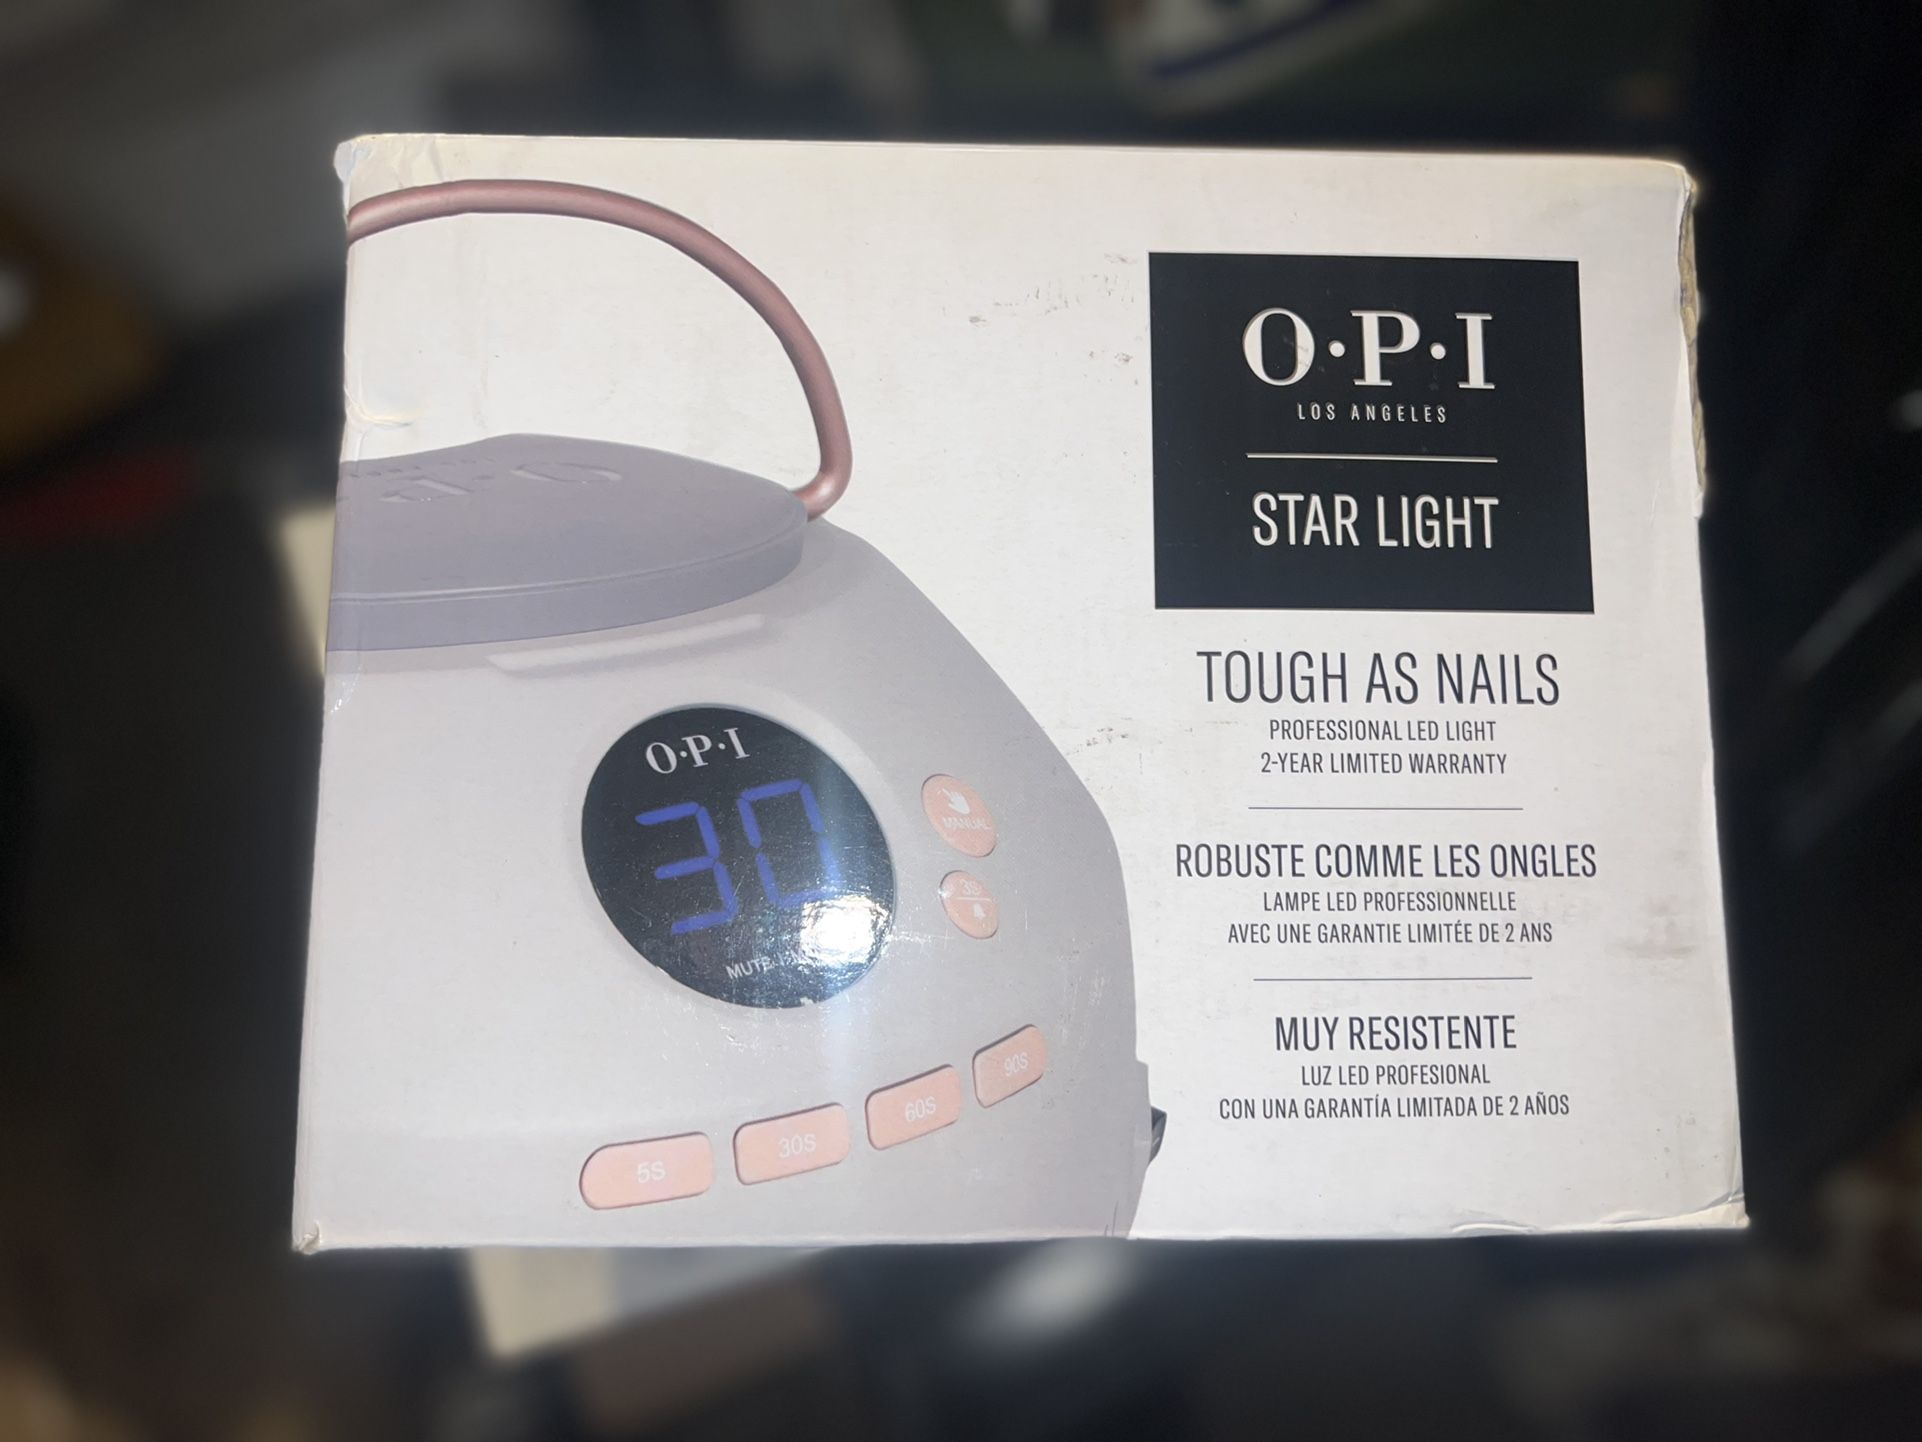 O·P·I
LOS ANGELES
STAR LIGHT
TOUGH AS NAILS
PROFESSIONAL LED LIGHT
2-YEAR LIMITED WARRANTY
ROBUSTE COMME LES ONGLES
LAMPE LED PROFESSIONNELLE
AVEC UNE GARANTIE LIMITÉE DE 2 ANS
MUY RESISTENTE
LUZ LED PROFESIONAL
CON UNA GARANTÍA LIMITADA DE 2 AÑOS
O·P·I
O·P·I
30
MUTE
MANUAL
3S
5S
30S
60S
90S